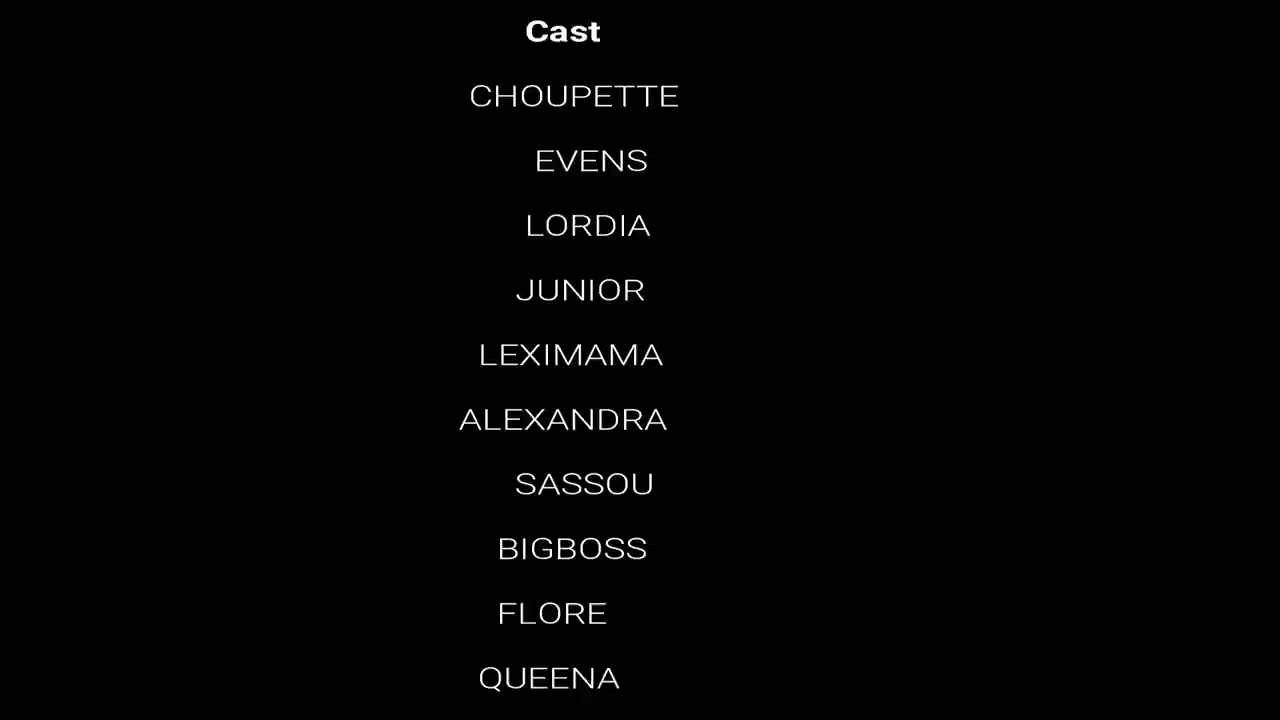 Cast
CHOUPETTE
EVENS
LORDIA
JUNIOR
LEXIMAMA
ALEXANDRA
SASSOU
BIGBOSS
FLORE
QUEENA